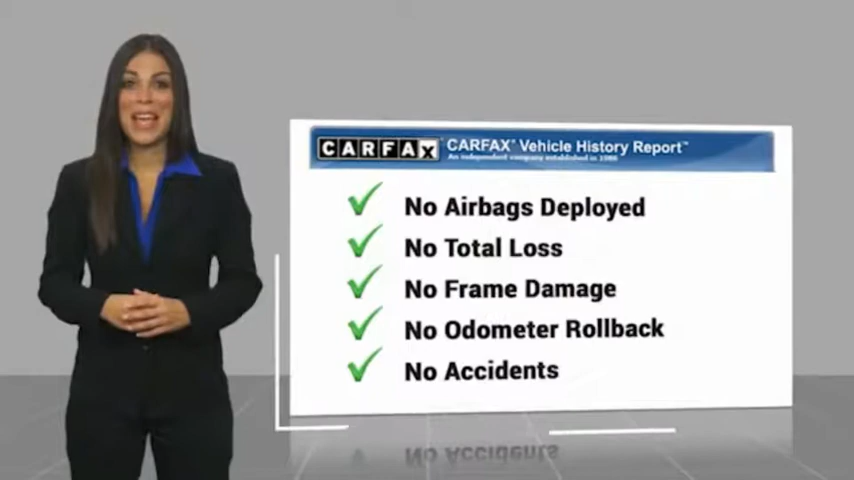 CARFAX
CARFAX® Vehicle History Report™
An independent company established in 1986
No Airbags Deployed
No Total Loss
No Frame Damage
No Odometer Rollback
No Accidents